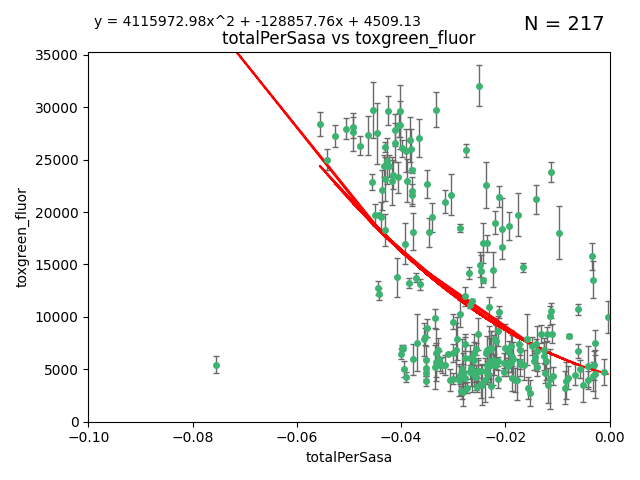 y = 4115972.98x^2 + -128857.76x + 4509.13
N = 217
totalPerSasa vs toxgreen_fluor
35000
30000
25000
20000
15000
10000
5000
0
toxgreen_fluor
−0.10 −0.08 −0.06 −0.04 −0.02 0.00
totalPerSasa